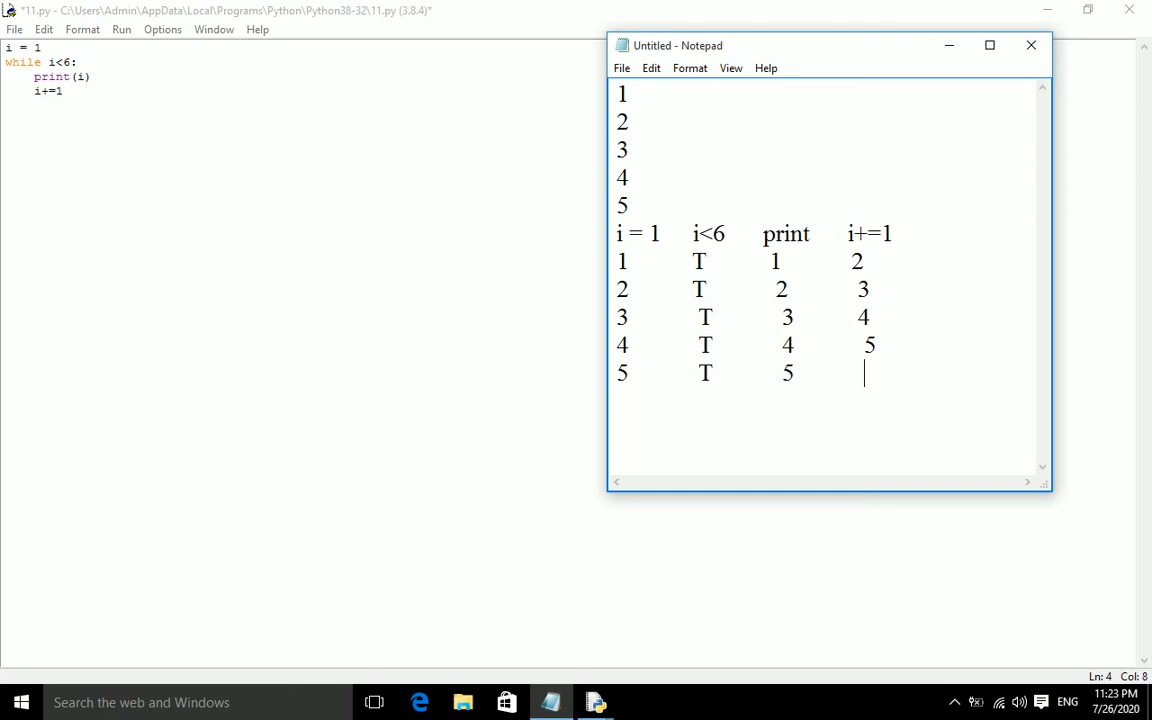 *11.py - C:\Users\Admin\AppData\Local\Programs\Python\Python38-32\11.py (3.8.4)*
File Edit Format Run Options Window Help
i = 1
while i<6:
    print(i)
    i+=1
Untitled - Notepad
File Edit Format View Help
1
2
3
4
5
i = 1 i<6 print i+=1
1 T 1 2
2 T 2 3
3 T 3 4
4 T 4 5
5 T 5
Ln: 4 Col: 8
Search the web and Windows
ENG
11:23 PM
7/26/2020